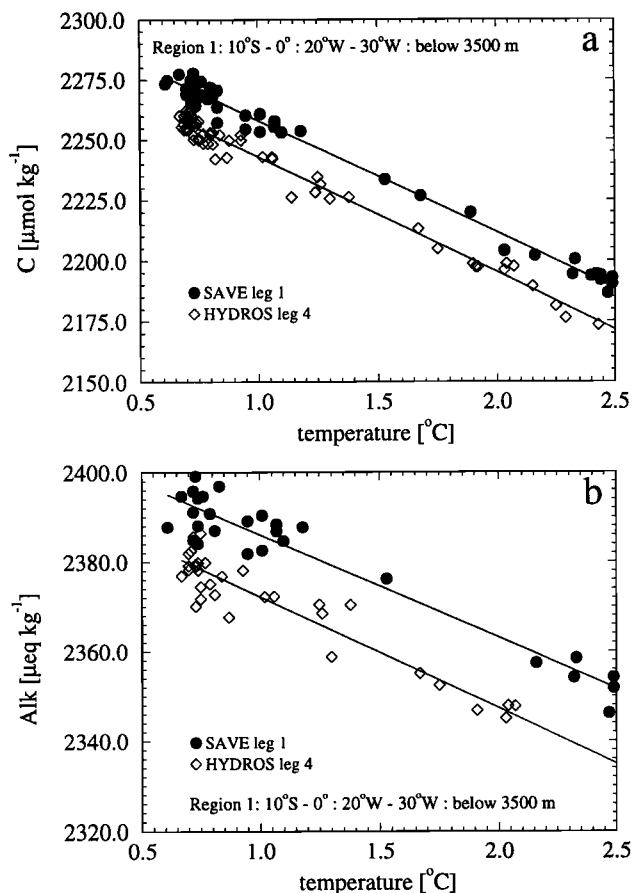 a
Region 1: 10°S - 0° : 20°W - 30°W : below 3500 m
2300.0
2275.0
2250.0
2225.0
2200.0
2175.0
2150.0
C [µmol kg⁻¹]
SAVE leg 1
HYDROS leg 4
0.5 1.0 1.5 2.0 2.5
temperature [°C]
b
2400.0
2380.0
2360.0
2340.0
2320.0
Alk [µeq kg⁻¹]
SAVE leg 1
HYDROS leg 4
Region 1: 10°S - 0° : 20°W - 30°W : below 3500 m
0.5 1.0 1.5 2.0 2.5
temperature [°C]